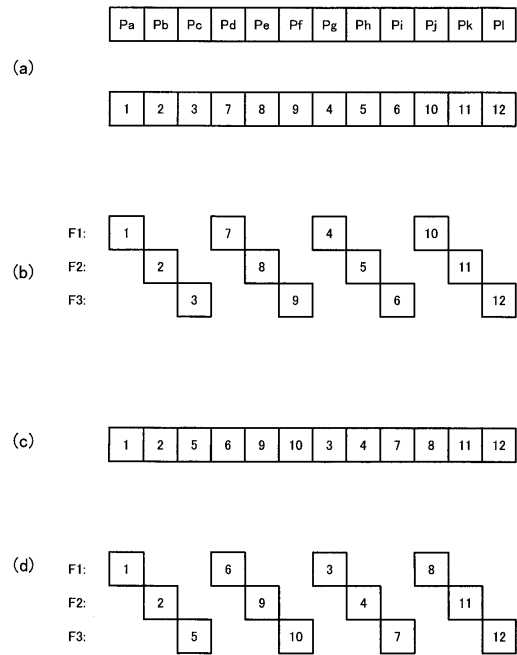 Pa Pb Pc Pd Pe Pf Pg Ph Pi Pj Pk Pl
(a)
1 2 3 7 8 9 4 5 6 10 11 12
F1: 1 7 4 10
(b) F2: 2 8 5 11
F3: 3 9 6 12
(c) 1 2 5 6 9 10 3 4 7 8 11 12
(d) F1: 1 6 3 8
F2: 2 9 4 11
F3: 5 10 7 12